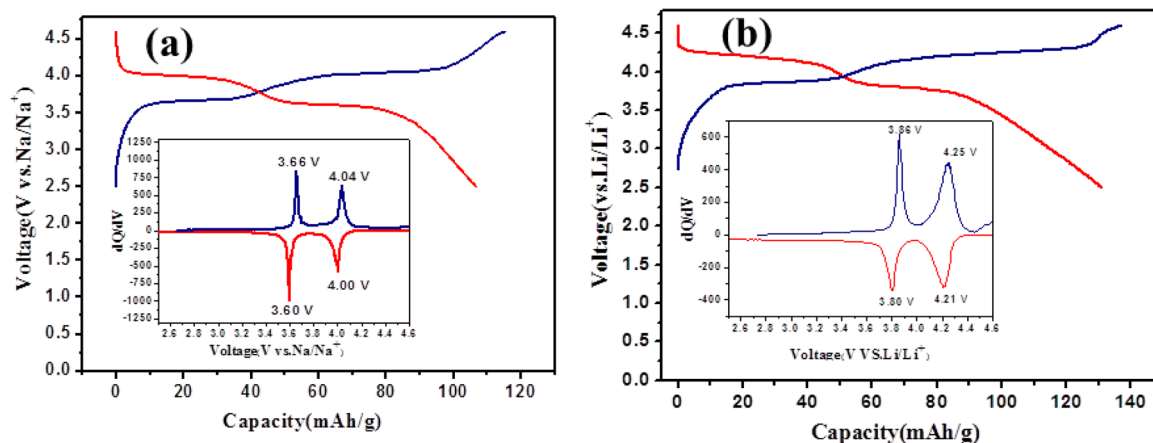 (a)
Voltage(V vs.Na/Na+)
4.5
4.0
3.5
3.0
2.5
2.0
1.5
1.0
0.5
0.0
0 20 40 60 80 100 120
Capacity(mAh/g)
dQ/dV
1250
1000
750
500
250
0
-250
-500
-750
-1000
-1250
3.66 V
4.04 V
4.00 V
3.60 V
2.6 2.8 3.0 3.2 3.4 3.6 3.8 4.0 4.2 4.4 4.6
Voltage(V vs.Na/Na+)
(b)
Voltage(vs.Li/Li+)
4.5
4.0
3.5
3.0
2.5
2.0
1.5
1.0
0.5
0.0
0 20 40 60 80 100 120 140
Capacity(mAh/g)
dQ/dV
600
400
200
0
-200
-400
3.86 V
4.25 V
3.80 V
4.21 V
2.6 2.8 3.0 3.2 3.4 3.6 3.8 4.0 4.2 4.4 4.6
Voltage(V VS.Li/Li+)